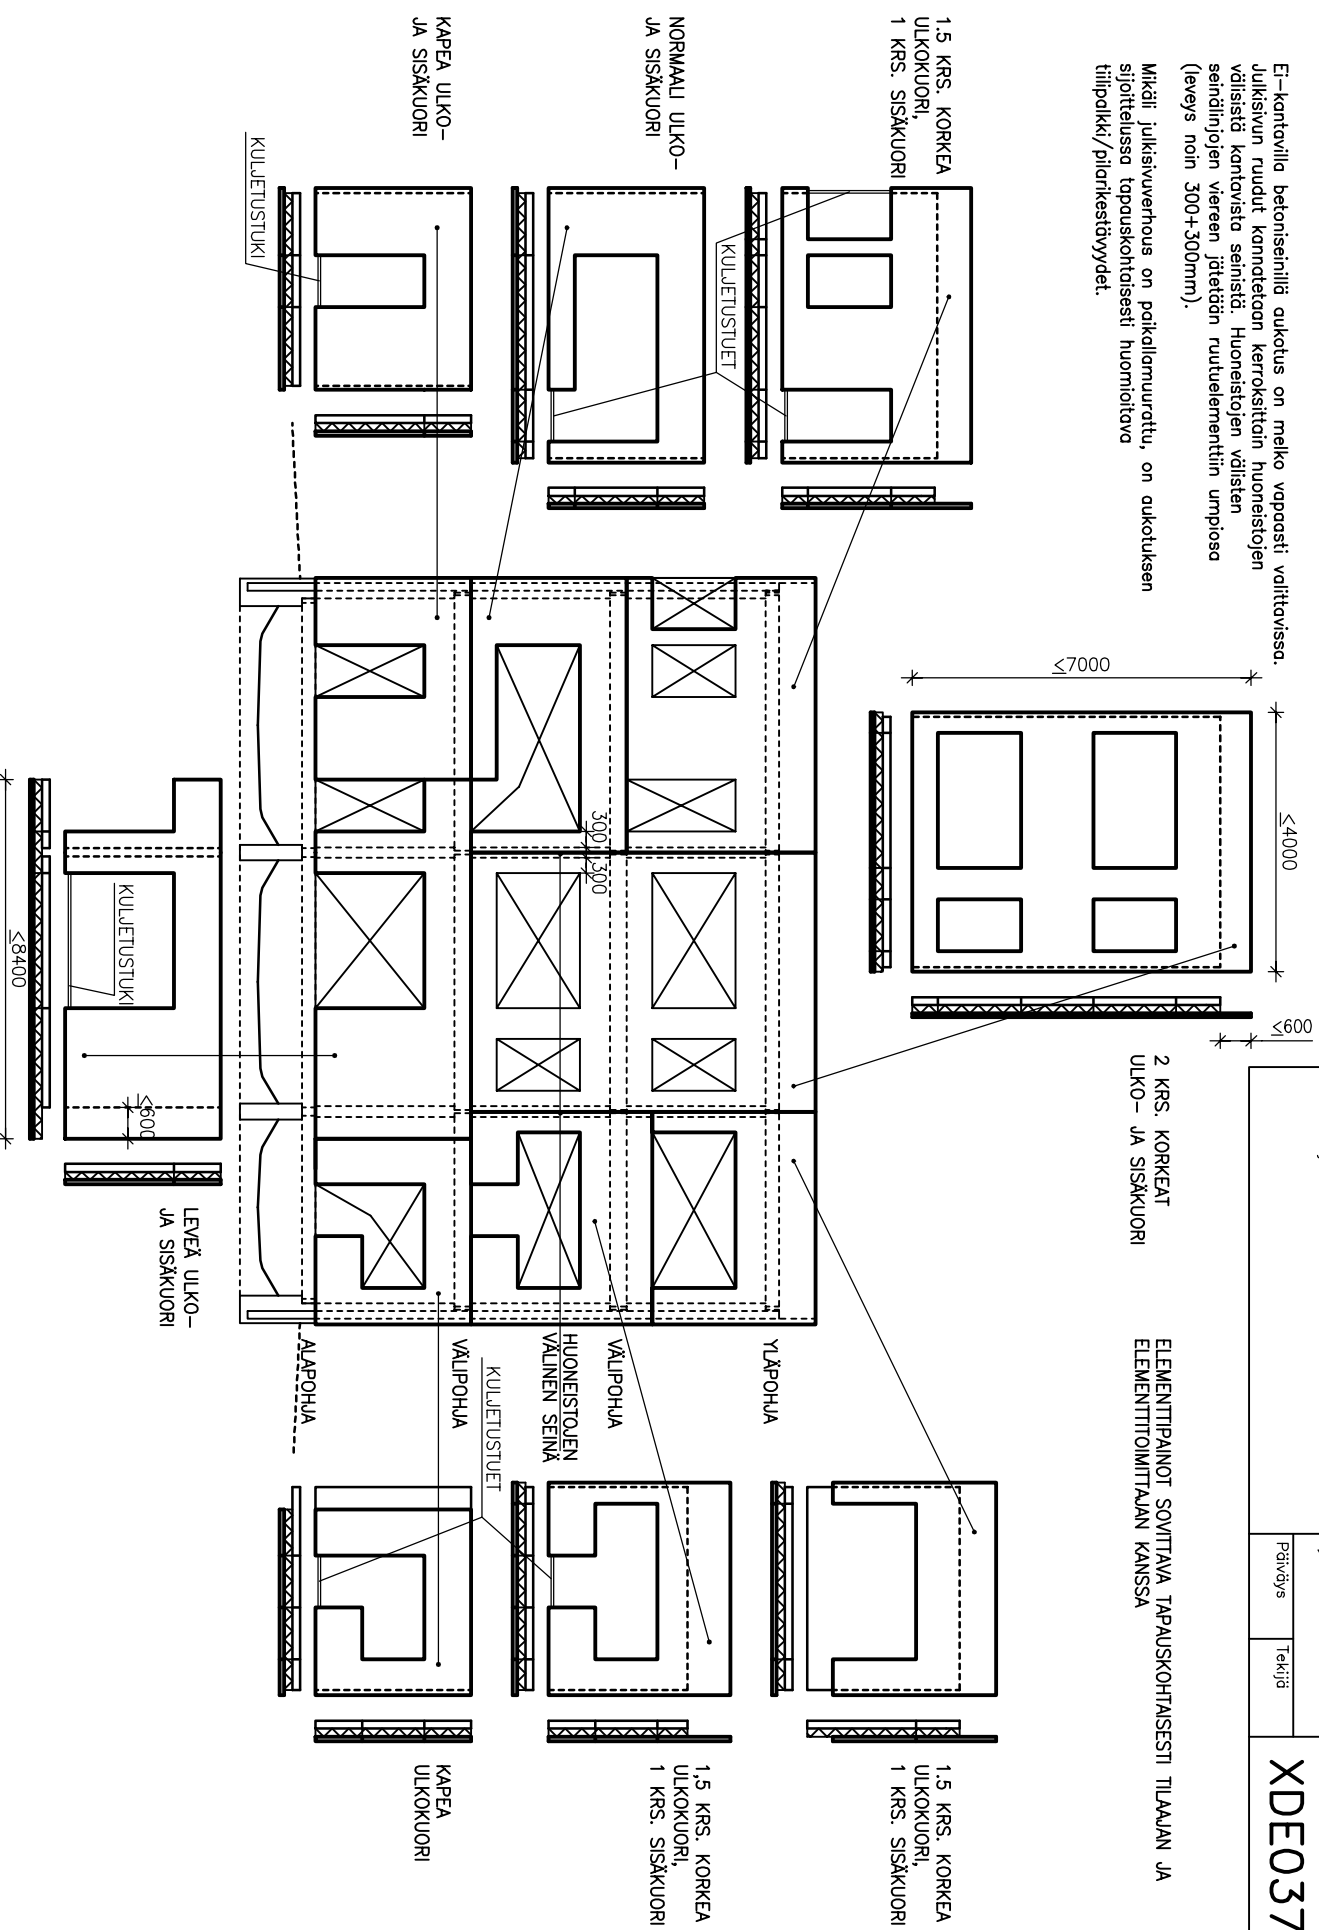 Ei-kantavilla betoniseinillä aukotus on melko vapaasti valittavissa.
Julkisivun ruudut kannatetaan kerroksittain huoneistojen
välisistä kantavista seinistä. Huoneistojen välisten
seinälinjojen viereen jätetään ruutuelementtiin umpiosa
(leveys noin 300+300mm).
Mikäli julkisivuverhous on paikallamuurattu, on aukotuksen
sijoittelussa tapauskohtaisesti huomioitava
tiilipalkki/pilarikestävyydet.
1.5 KRS. KORKEA
ULKOKUORI,
1 KRS. SISÄKUORI
NORMAALI ULKO-
JA SISÄKUORI
KAPEA ULKO-
JA SISÄKUORI
KULJETUSTUET
KULJETUSTUKI
≤7000
≤4000
≤600
2 KRS. KORKEAT
ULKO- JA SISÄKUORI
ELEMENTTIPAINOT SOVITTAVA TAPAUSKOHTAISESTI TILAAJAN JA
ELEMENTTITOIMITTAJAN KANSSA
Päiväys
Tekijä
XDE037
300
300
YLÄPOHJA
VÄLIPOHJA
HUONEISTOJEN
VÄLINEN SEINÄ
VÄLIPOHJA
ALAPOHJA
KULJETUSTUET
KULJETUSTUKI
≤600
≤8400
LEVEÄ ULKO-
JA SISÄKUORI
1.5 KRS. KORKEA
ULKOKUORI,
1 KRS. SISÄKUORI
1,5 KRS. KORKEA
ULKOKUORI,
1 KRS. SISÄKUORI
KAPEA
ULKOKUORI